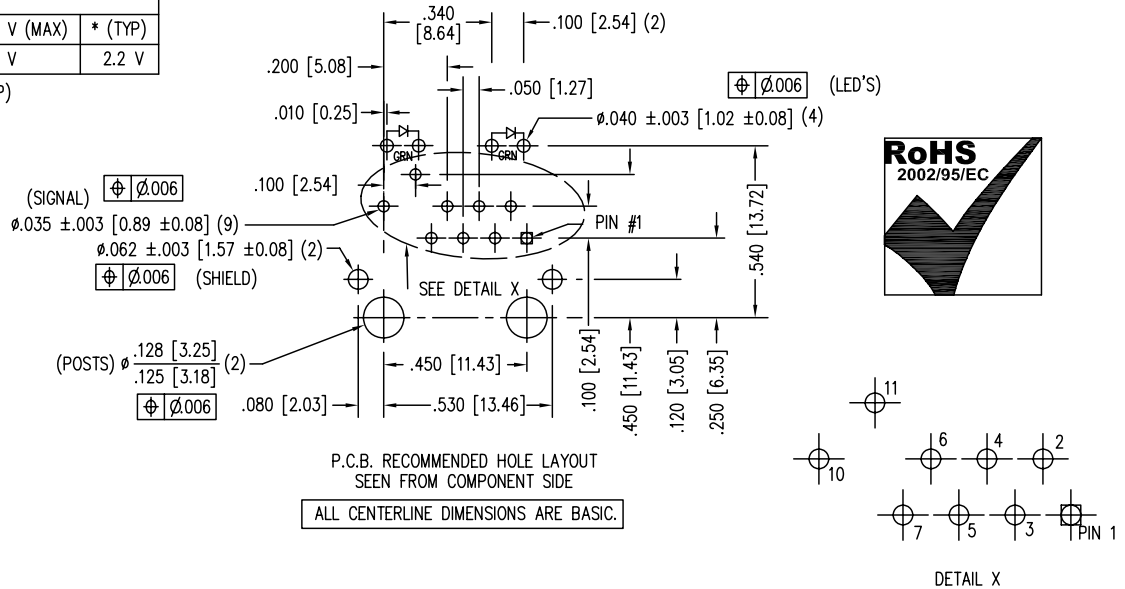 V (MAX) * (TYP)
V 2.2 V
P)
.340
[8.64]
.100 [2.54] (2)
.200 [5.08]
.050 [1.27]
⌖ Ø.006 (LED'S)
.010 [0.25]
ø.040 ±.003 [1.02 ±0.08] (4)
GRN GRN
.100 [2.54]
(SIGNAL) ⌖ Ø.006
ø.035 ±.003 [0.89 ±0.08] (9)
ø.062 ±.003 [1.57 ±0.08] (2)
⌖ Ø.006 (SHIELD)
PIN #1
SEE DETAIL X
.540 [13.72]
RoHS
2002/95/EC
(POSTS) ø .128 [3.25] (2)
.125 [3.18]
⌖ Ø.006
.450 [11.43]
.080 [2.03]
.530 [13.46]
.100 [2.54]
.450 [11.43]
.120 [3.05]
.250 [6.35]
P.C.B. RECOMMENDED HOLE LAYOUT
SEEN FROM COMPONENT SIDE
ALL CENTERLINE DIMENSIONS ARE BASIC.
11
6 4 2
10
7 5 3 PIN 1
DETAIL X